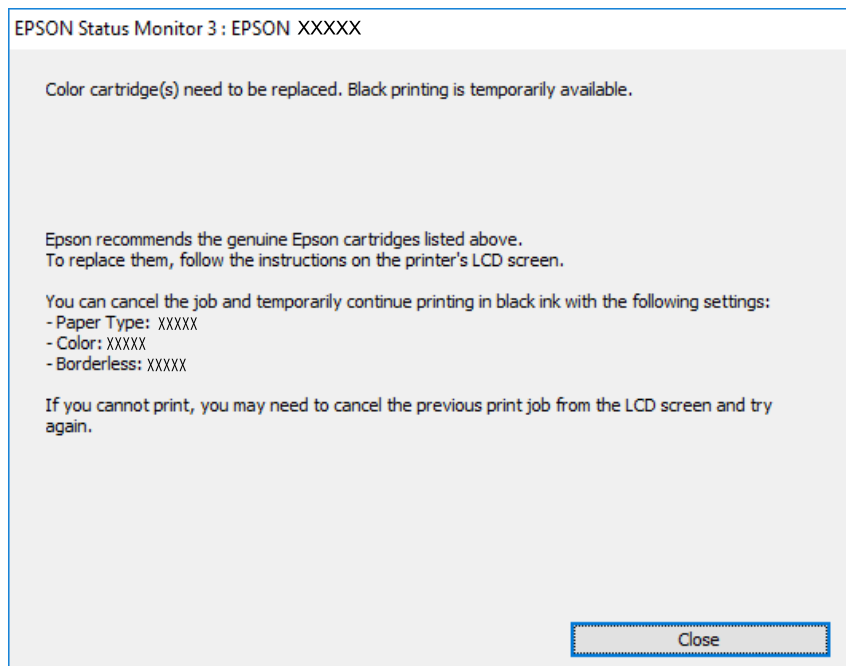 EPSON Status Monitor 3 : EPSON XXXXX
Color cartridge(s) need to be replaced. Black printing is temporarily available.
Epson recommends the genuine Epson cartridges listed above.
To replace them, follow the instructions on the printer's LCD screen.
You can cancel the job and temporarily continue printing in black ink with the following settings:
- Paper Type: XXXXX
- Color: XXXXX
- Borderless: XXXXX
If you cannot print, you may need to cancel the previous print job from the LCD screen and try
again.
Close